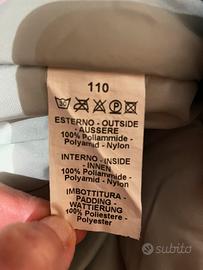 110
ESTERNO - OUTSIDE
- AUSSERE
100% Poliammide -
Polyamid - Nylon
INTERNO - INSIDE
- INNEN
100% Poliammide -
Polyamid - Nylon
IMBOTTITURA -
PADDING -
WATTIERUNG
100% Poliestere -
Polyester
subito